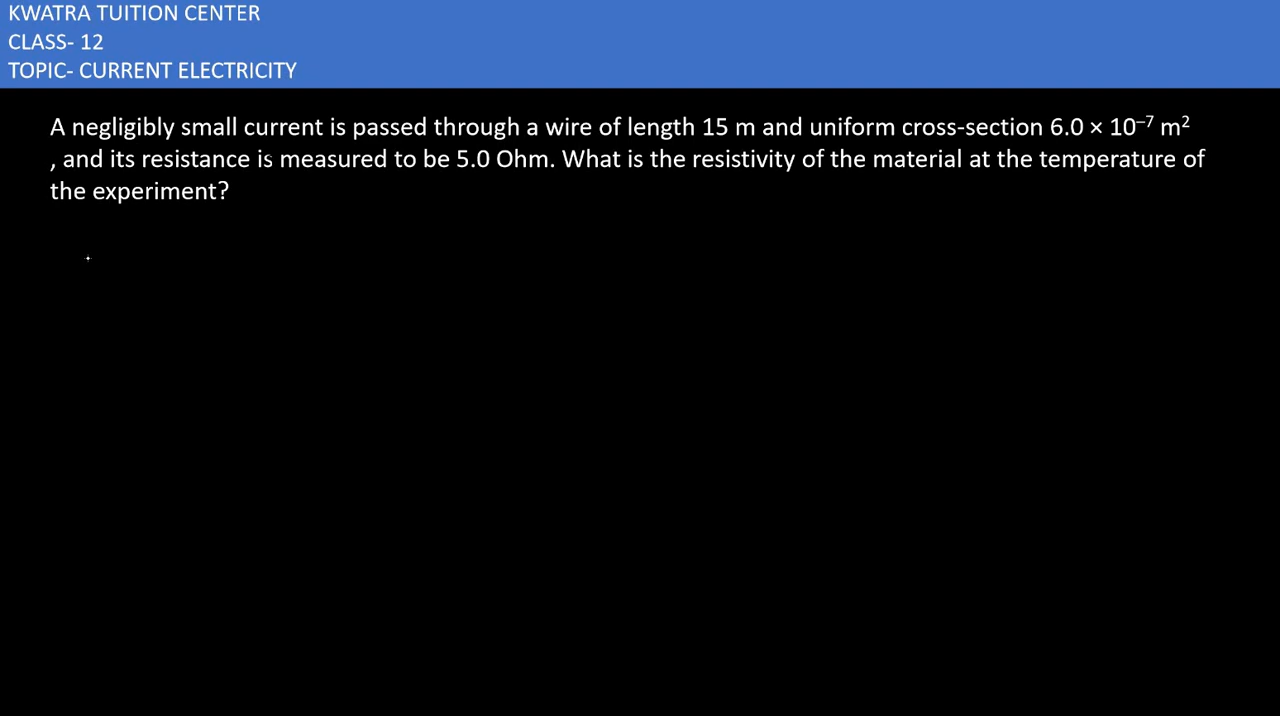 KWATRA TUITION CENTER
CLASS- 12
TOPIC- CURRENT ELECTRICITY
A negligibly small current is passed through a wire of length 15 m and uniform cross-section 6.0 × 10⁻⁷ m²
, and its resistance is measured to be 5.0 Ohm. What is the resistivity of the material at the temperature of
the experiment?